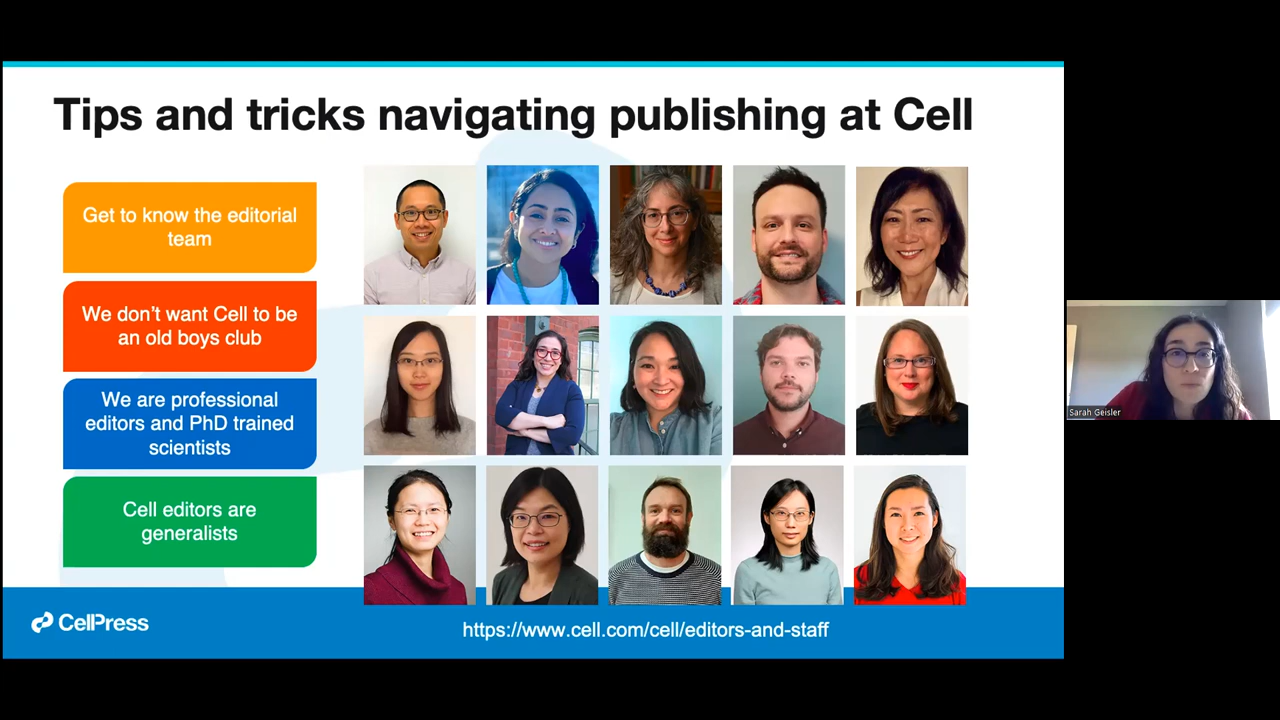 Tips and tricks navigating publishing at Cell
Get to know the editorial
team
We don't want Cell to be
an old boys club
We are professional
editors and PhD trained
scientists
Cell editors are
generalists
CellPress
https://www.cell.com/cell/editors-and-staff
Sarah Geisler